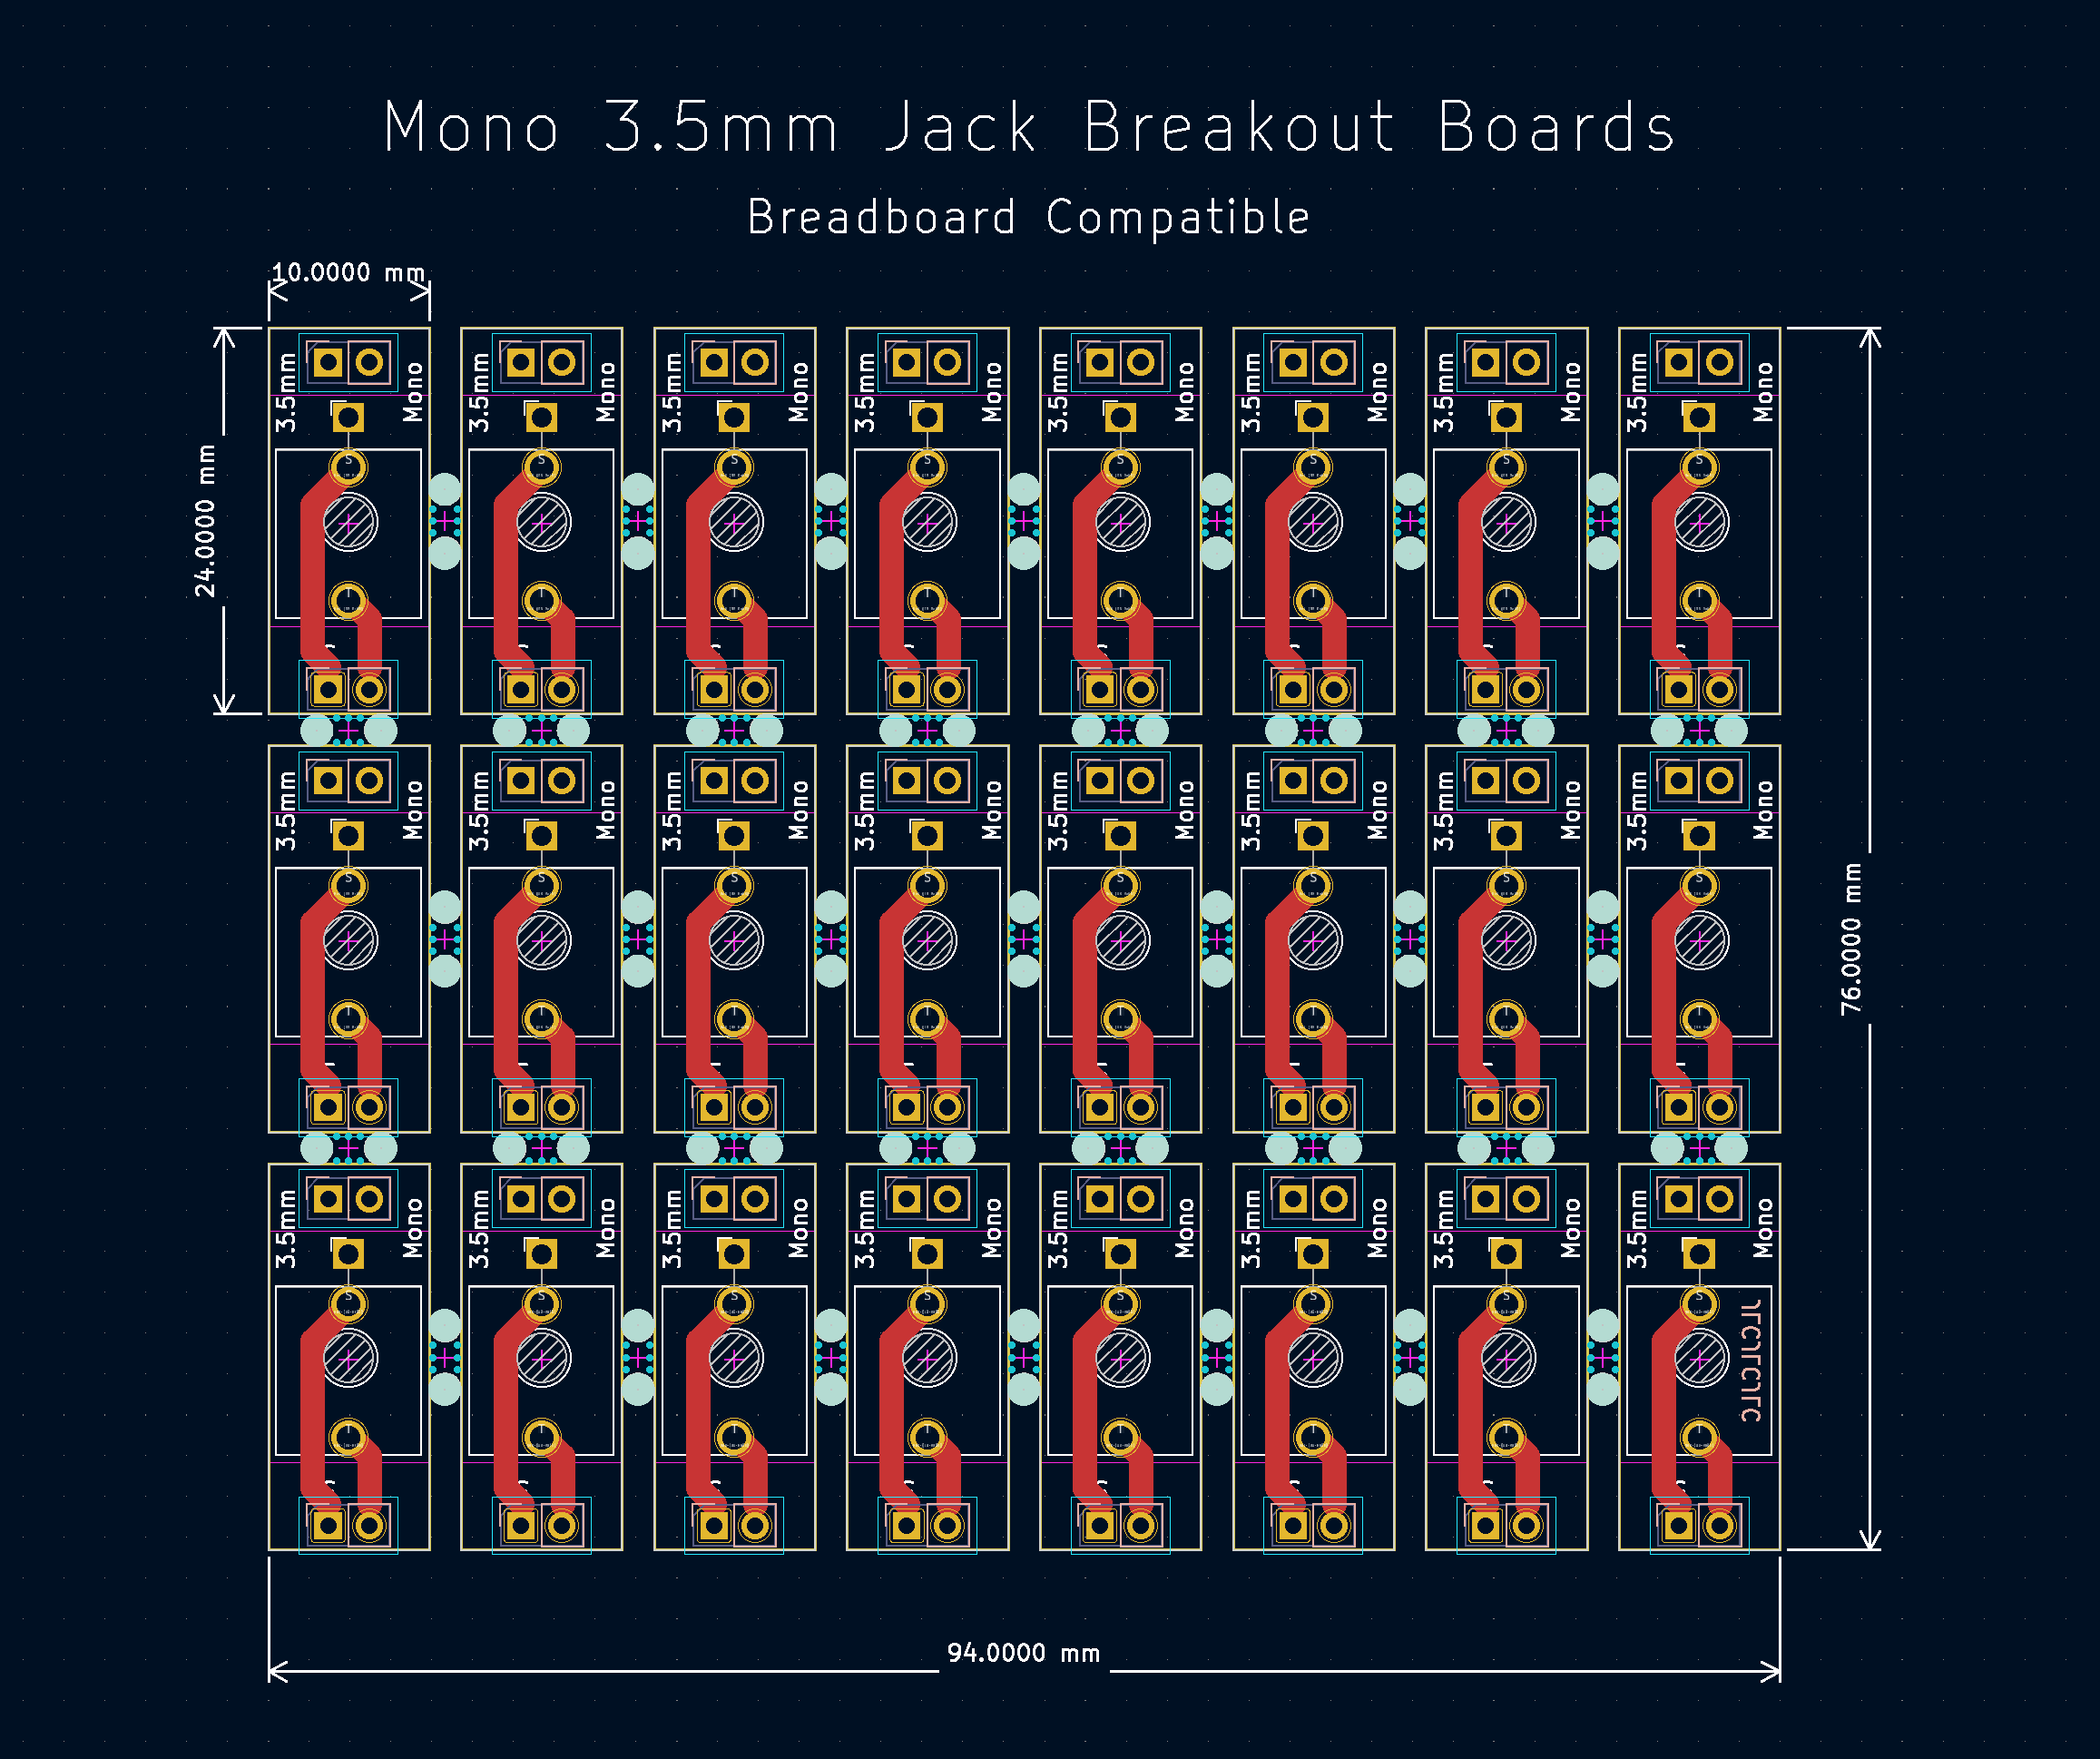 Mono 3.5mm Jack Breakout Boards
Breadboard Compatible
10.0000 mm
24.0000 mm
3.5mm Mono 3.5mm Mono 3.5mm Mono 3.5mm Mono 3.5mm Mono 3.5mm Mono 3.5mm Mono 3.5mm Mono
S S S S S S S S
T T T T T T T T
3.5mm Mono 3.5mm Mono 3.5mm Mono 3.5mm Mono 3.5mm Mono 3.5mm Mono 3.5mm Mono 3.5mm Mono
S S S S S S S S
T T T T T T T T
76.0000 mm
3.5mm Mono 3.5mm Mono 3.5mm Mono 3.5mm Mono 3.5mm Mono 3.5mm Mono 3.5mm Mono 3.5mm Mono
S S S S S S S S
T T T T T T T T
JLCJLCJLC
94.0000 mm